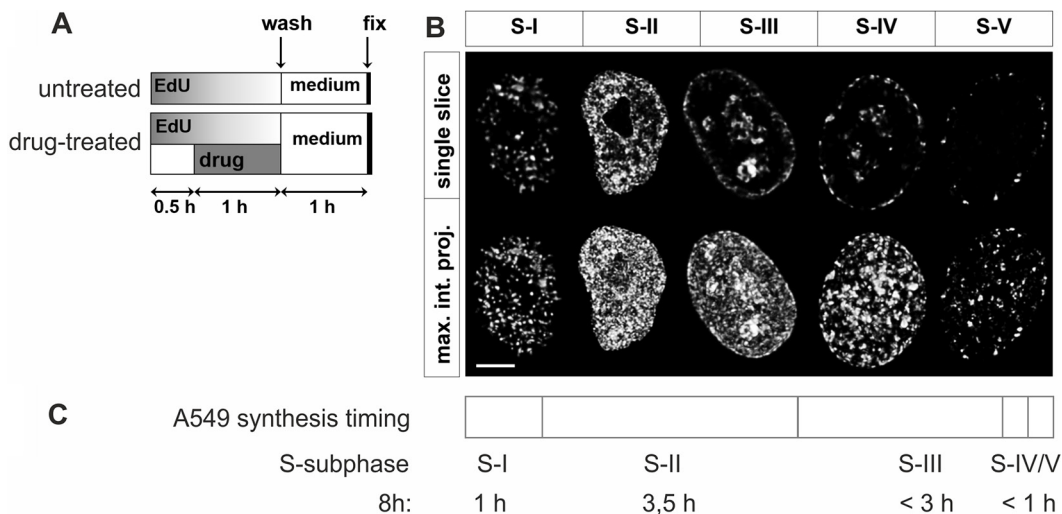 A
wash
fix
untreated
EdU
medium
drug-treated
EdU
drug
medium
0.5 h
1 h
1 h
B
S-I
S-II
S-III
S-IV
S-V
single slice
max. int. proj.
C
A549 synthesis timing
S-subphase
S-I
S-II
S-III
S-IV/V
8h:
1 h
3,5 h
< 3 h
< 1 h